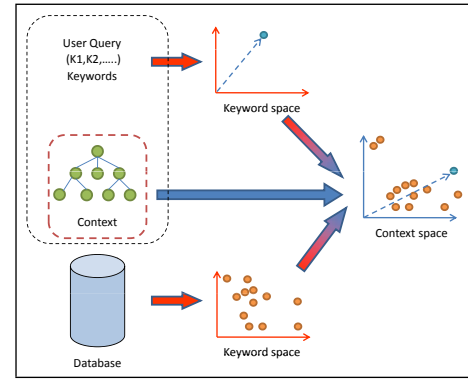 User Query
(K1,K2,.....)
Keywords
Keyword space
Context
Context space
Database
Keyword space